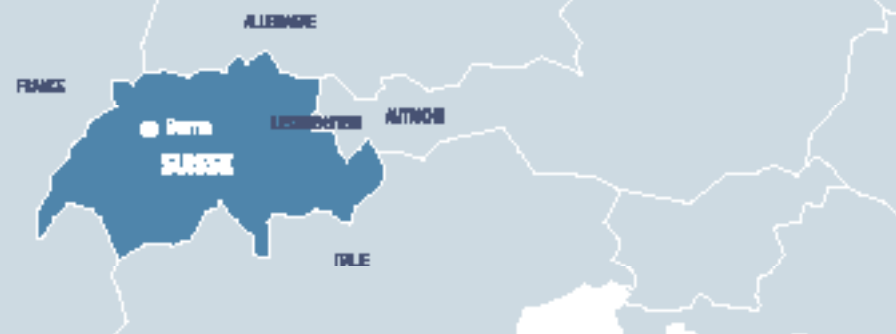 ALLEMAGNE
FRANCE
AUTRICHE
LIECHTENSTEIN
Berne
SUISSE
ITALIE